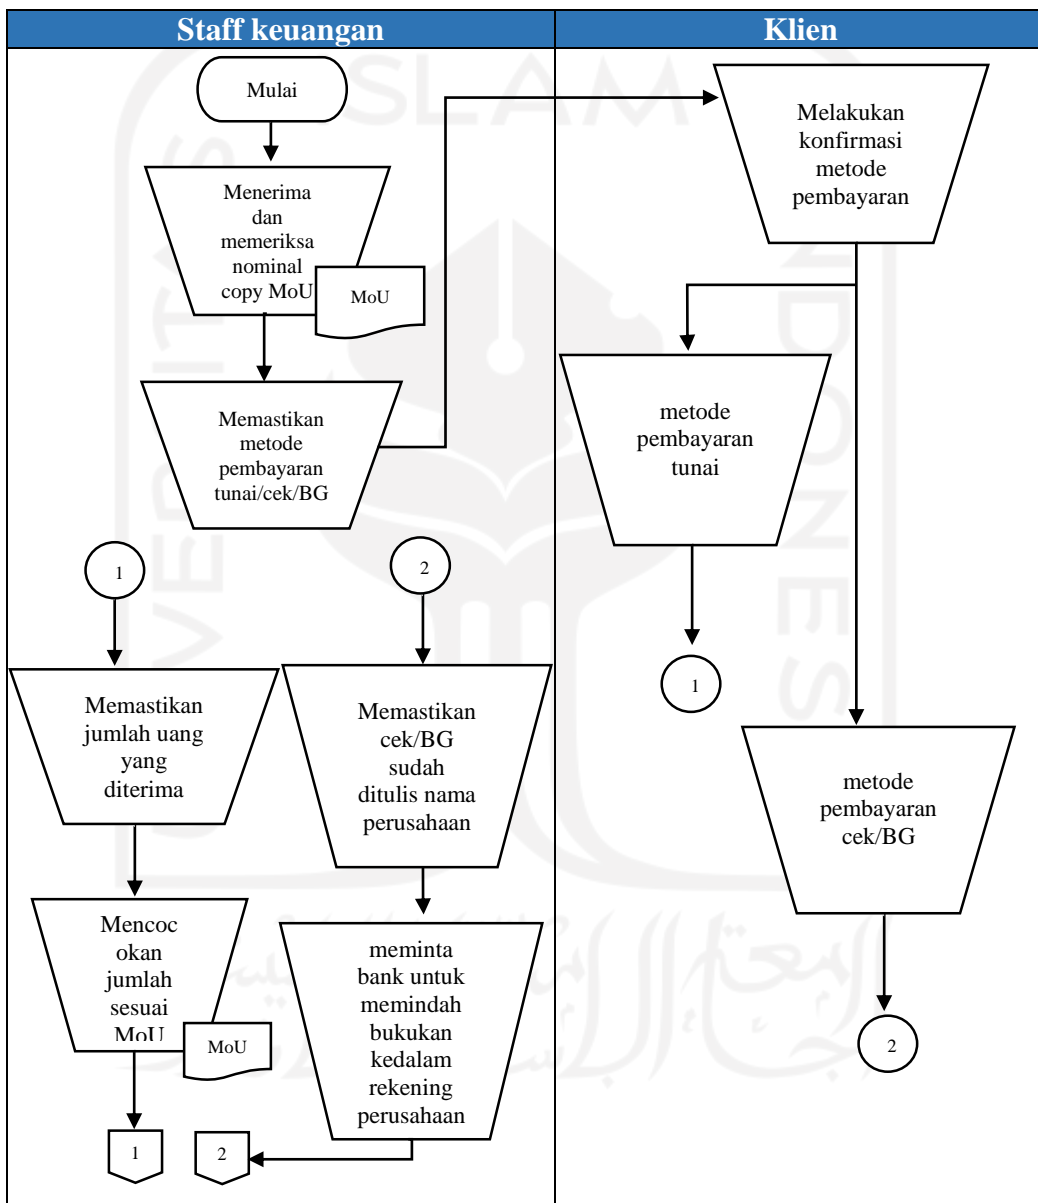 Staff keuangan
Klien
Mulai
Menerima
dan
memeriksa
nominal
copy MoU
MoU
Memastikan
metode
pembayaran
tunai/cek/BG
Melakukan
konfirmasi
metode
pembayaran
metode
pembayaran
tunai
1
metode
pembayaran
cek/BG
2
1
Memastikan
jumlah uang
yang
diterima
Mencoc
okan
jumlah
sesuai
MoU
MoU
1
2
Memastikan
cek/BG
sudah
ditulis nama
perusahaan
meminta
bank untuk
memindah
bukukan
kedalam
rekening
perusahaan
2